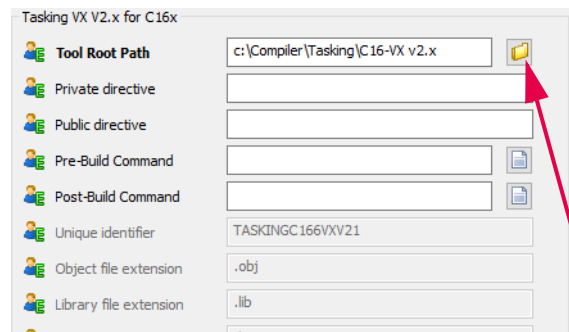 Tasking VX V2.x for C16x
Tool Root Path c:\Compiler\Tasking\C16-VX v2.x
Private directive
Public directive
Pre-Build Command
Post-Build Command
Unique identifier TASKINGC166VXV21
Object file extension .obj
Library file extension .lib